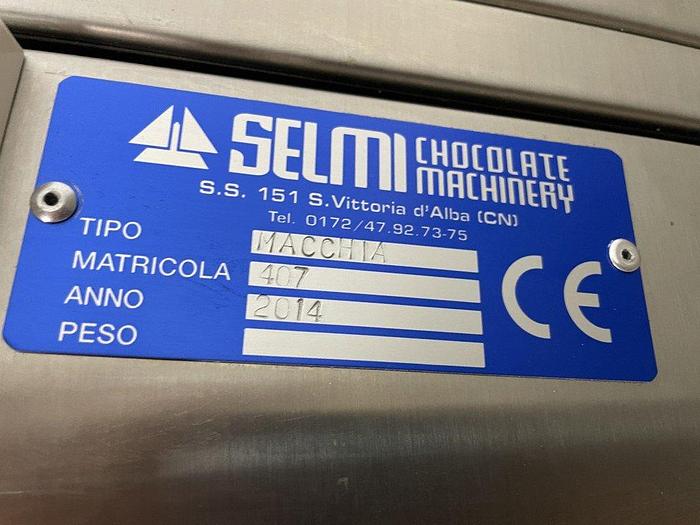 SELMI CHOCOLATE MACHINERY
S.S. 151 S.Vittoria d'Alba (CN)
Tel. 0172/47.92.73-75
TIPO MACCHIA
MATRICOLA 407
ANNO 2014
PESO
CE